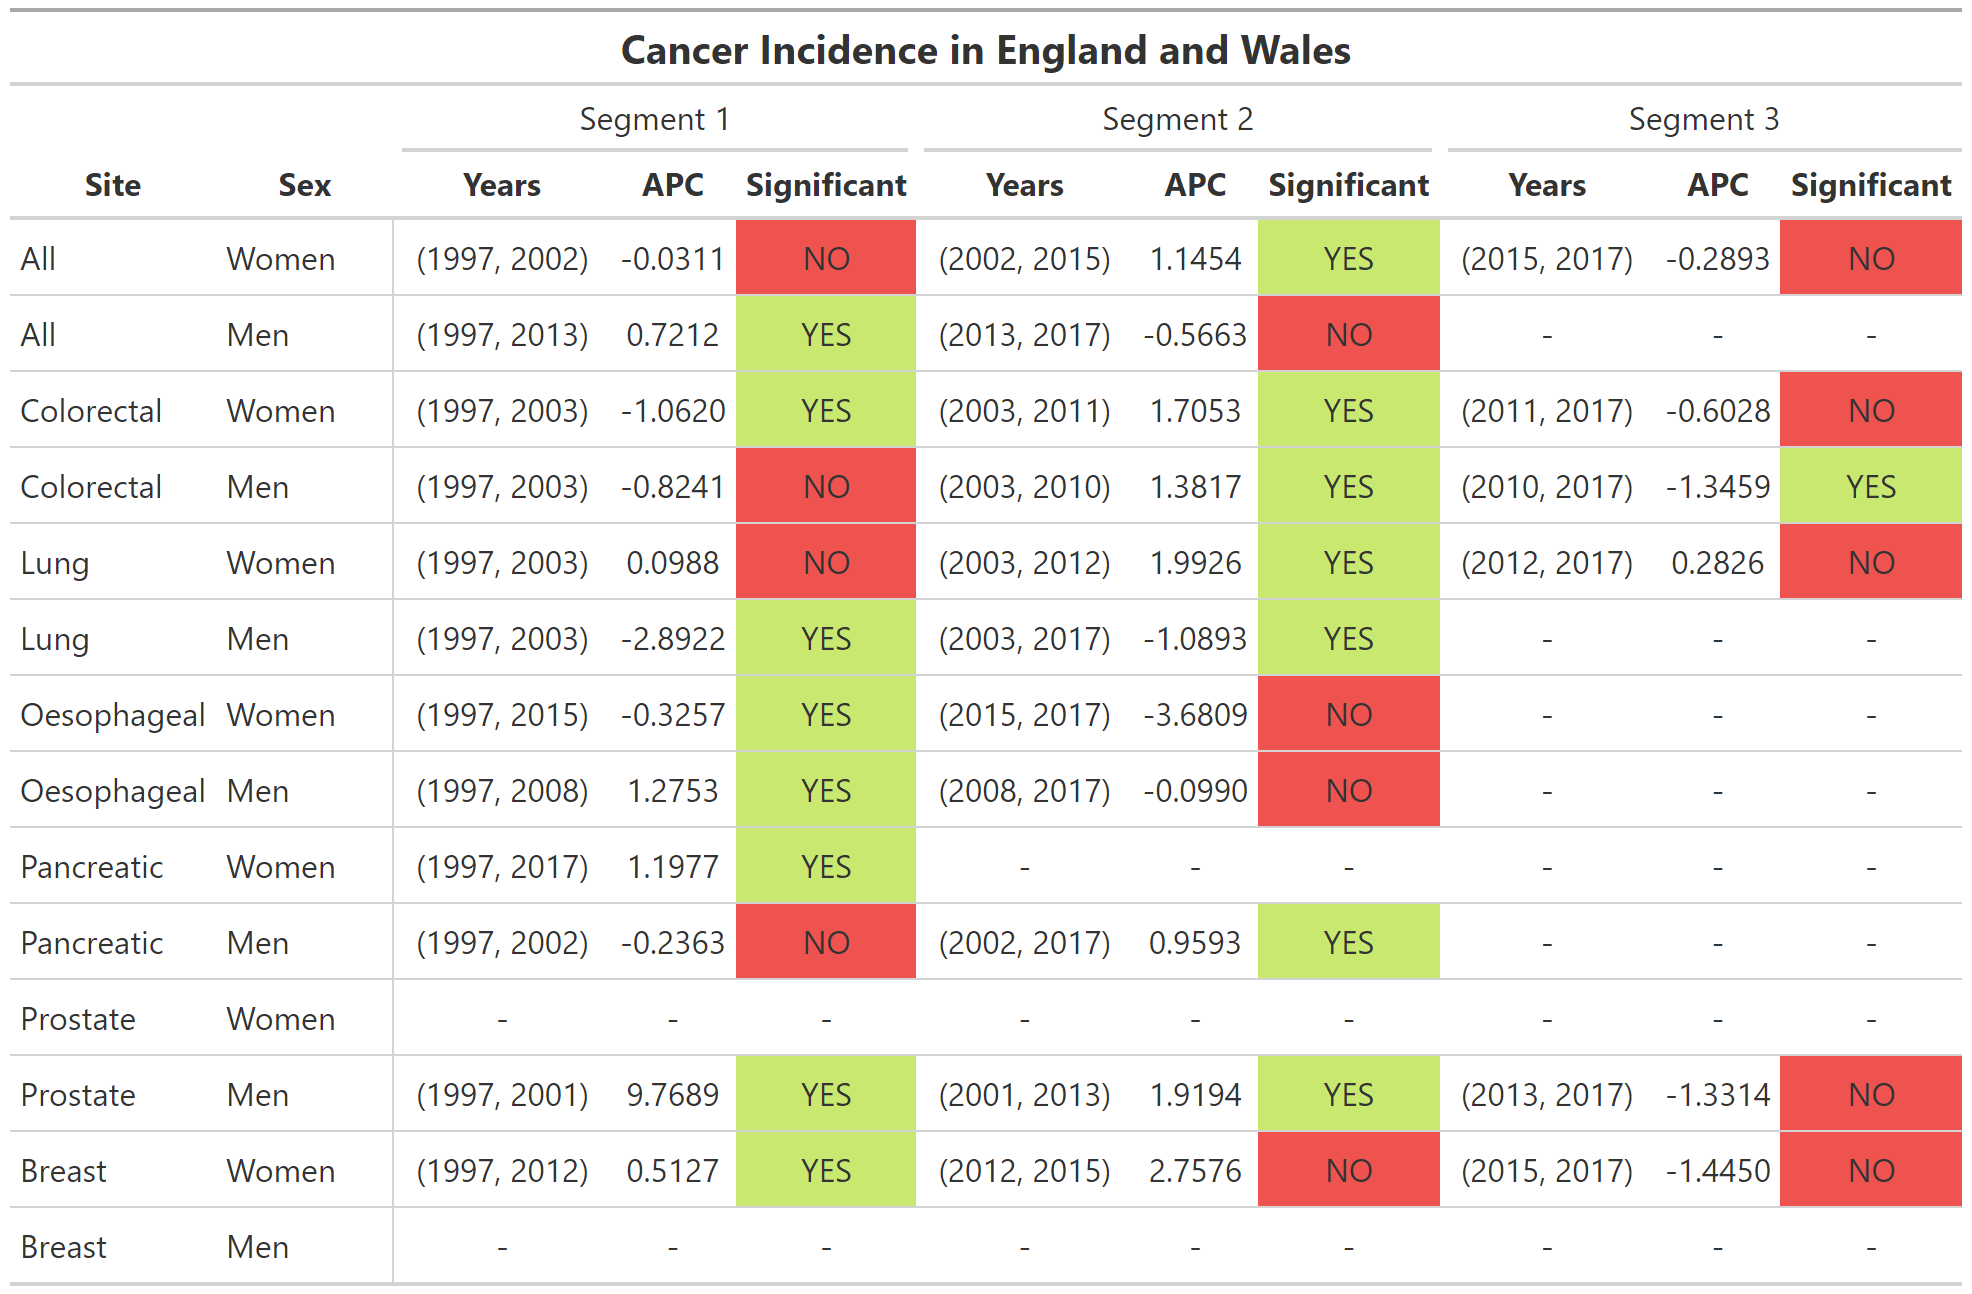 Cancer Incidence in England and Wales
Segment 1 Segment 2 Segment 3
Site Sex Years APC Significant Years APC Significant Years APC Significant
All Women (1997, 2002) -0.0311 NO (2002, 2015) 1.1454 YES (2015, 2017) -0.2893 NO
All Men (1997, 2013) 0.7212 YES (2013, 2017) -0.5663 NO - - -
Colorectal Women (1997, 2003) -1.0620 YES (2003, 2011) 1.7053 YES (2011, 2017) -0.6028 NO
Colorectal Men (1997, 2003) -0.8241 NO (2003, 2010) 1.3817 YES (2010, 2017) -1.3459 YES
Lung Women (1997, 2003) 0.0988 NO (2003, 2012) 1.9926 YES (2012, 2017) 0.2826 NO
Lung Men (1997, 2003) -2.8922 YES (2003, 2017) -1.0893 YES - - -
Oesophageal Women (1997, 2015) -0.3257 YES (2015, 2017) -3.6809 NO - - -
Oesophageal Men (1997, 2008) 1.2753 YES (2008, 2017) -0.0990 NO - - -
Pancreatic Women (1997, 2017) 1.1977 YES - - - - - -
Pancreatic Men (1997, 2002) -0.2363 NO (2002, 2017) 0.9593 YES - - -
Prostate Women - - - - - - - - -
Prostate Men (1997, 2001) 9.7689 YES (2001, 2013) 1.9194 YES (2013, 2017) -1.3314 NO
Breast Women (1997, 2012) 0.5127 YES (2012, 2015) 2.7576 NO (2015, 2017) -1.4450 NO
Breast Men - - - - - - - - -